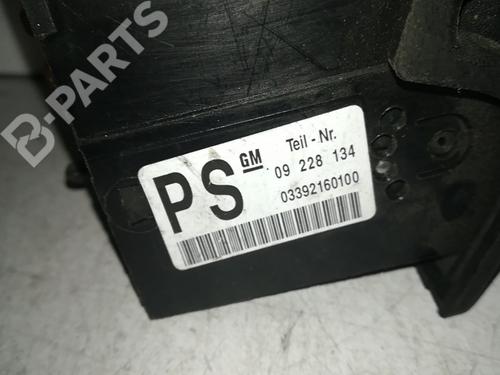 B-PARTS
PS
GM
Teil - Nr.
09 228 134
03392160100